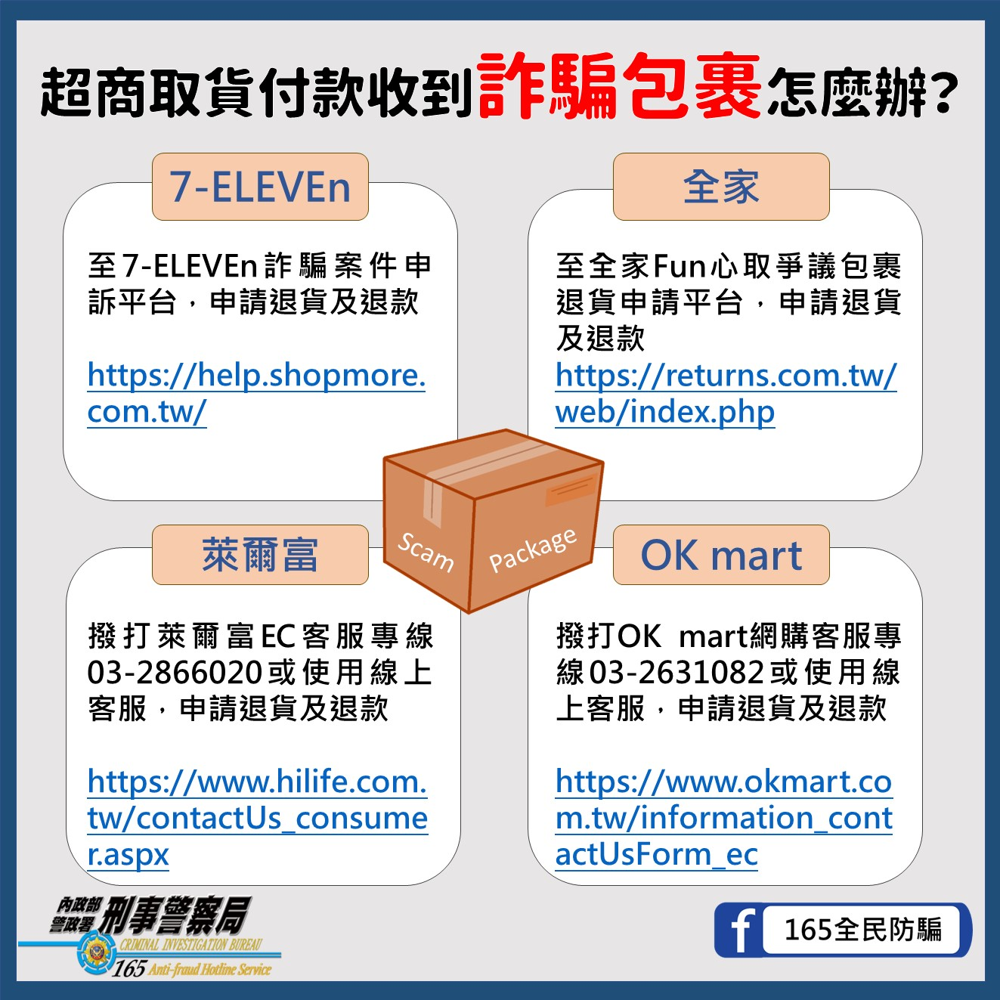 超商取貨付款收到詐騙包裹怎麼辦?
7-ELEVEn
至7-ELEVEn詐騙案件申
訴平台，申請退貨及退款
https://help.shopmore.
com.tw/
全家
至全家Fun心取爭議包裹
退貨申請平台，申請退貨
及退款
https://returns.com.tw/
web/index.php
Scam
Package
萊爾富
撥打萊爾富EC客服專線
03-2866020或使用線上
客服，申請退貨及退款
https://www.hilife.com.
tw/contactUs_consume
r.aspx
OK mart
撥打OK mart網購客服專
線03-2631082或使用線
上客服，申請退貨及退款
https://www.okmart.co
m.tw/information_cont
actUsForm_ec
內政部
警政署
刑事警察局
CRIMINAL INVESTIGATION BUREAU
165 Anti-fraud Hotline Service
f
165全民防騙